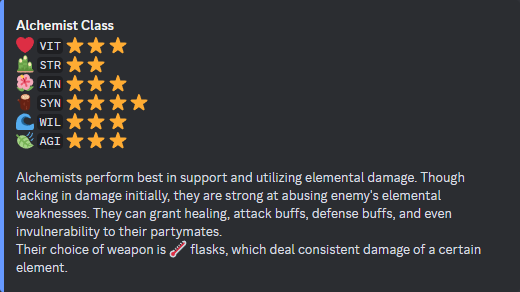 Alchemist Class
VIT
STR
ATN
SYN
WIL
AGI
Alchemists perform best in support and utilizing elemental damage. Though
lacking in damage initially, they are strong at abusing enemy's elemental
weaknesses. They can grant healing, attack buffs, defense buffs, and even
invulnerability to their partymates.
Their choice of weapon is flasks, which deal consistent damage of a certain
element.